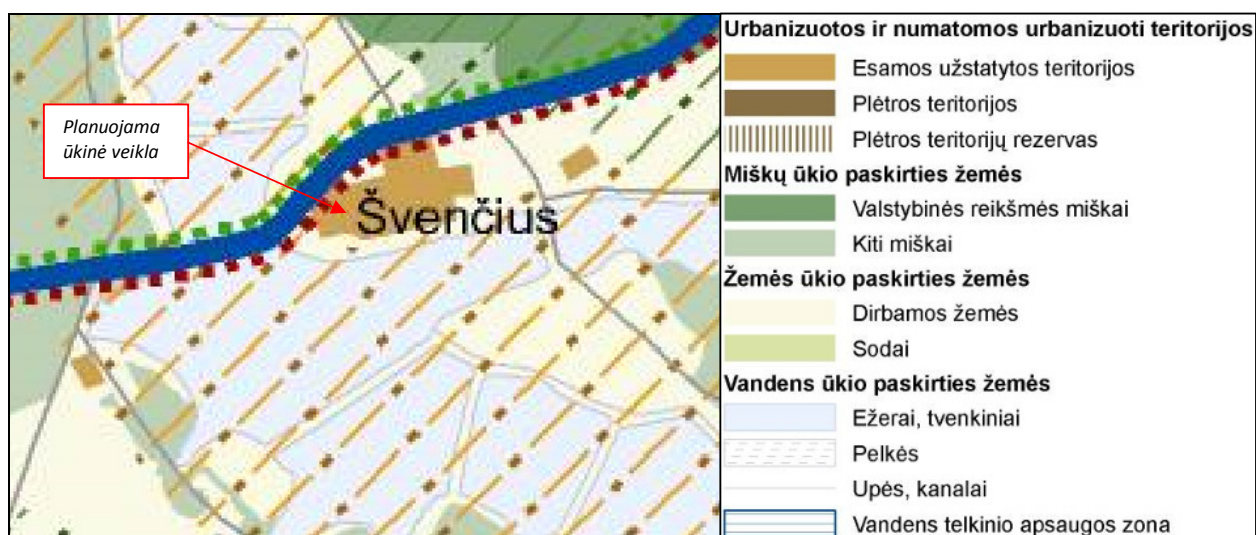 Planuojama
ūkinė veikla
Švenčius
Urbanizuotos ir numatomos urbanizuoti teritorijos
Esamos užstatytos teritorijos
Plėtros teritorijos
Plėtros teritorijų rezervas
Miškų ūkio paskirties žemės
Valstybinės reikšmės miškai
Kiti miškai
Žemės ūkio paskirties žemės
Dirbamos žemės
Sodai
Vandens ūkio paskirties žemės
Ežerai, tvenkiniai
Pelkės
Upės, kanalai
Vandens telkinio apsaugos zona